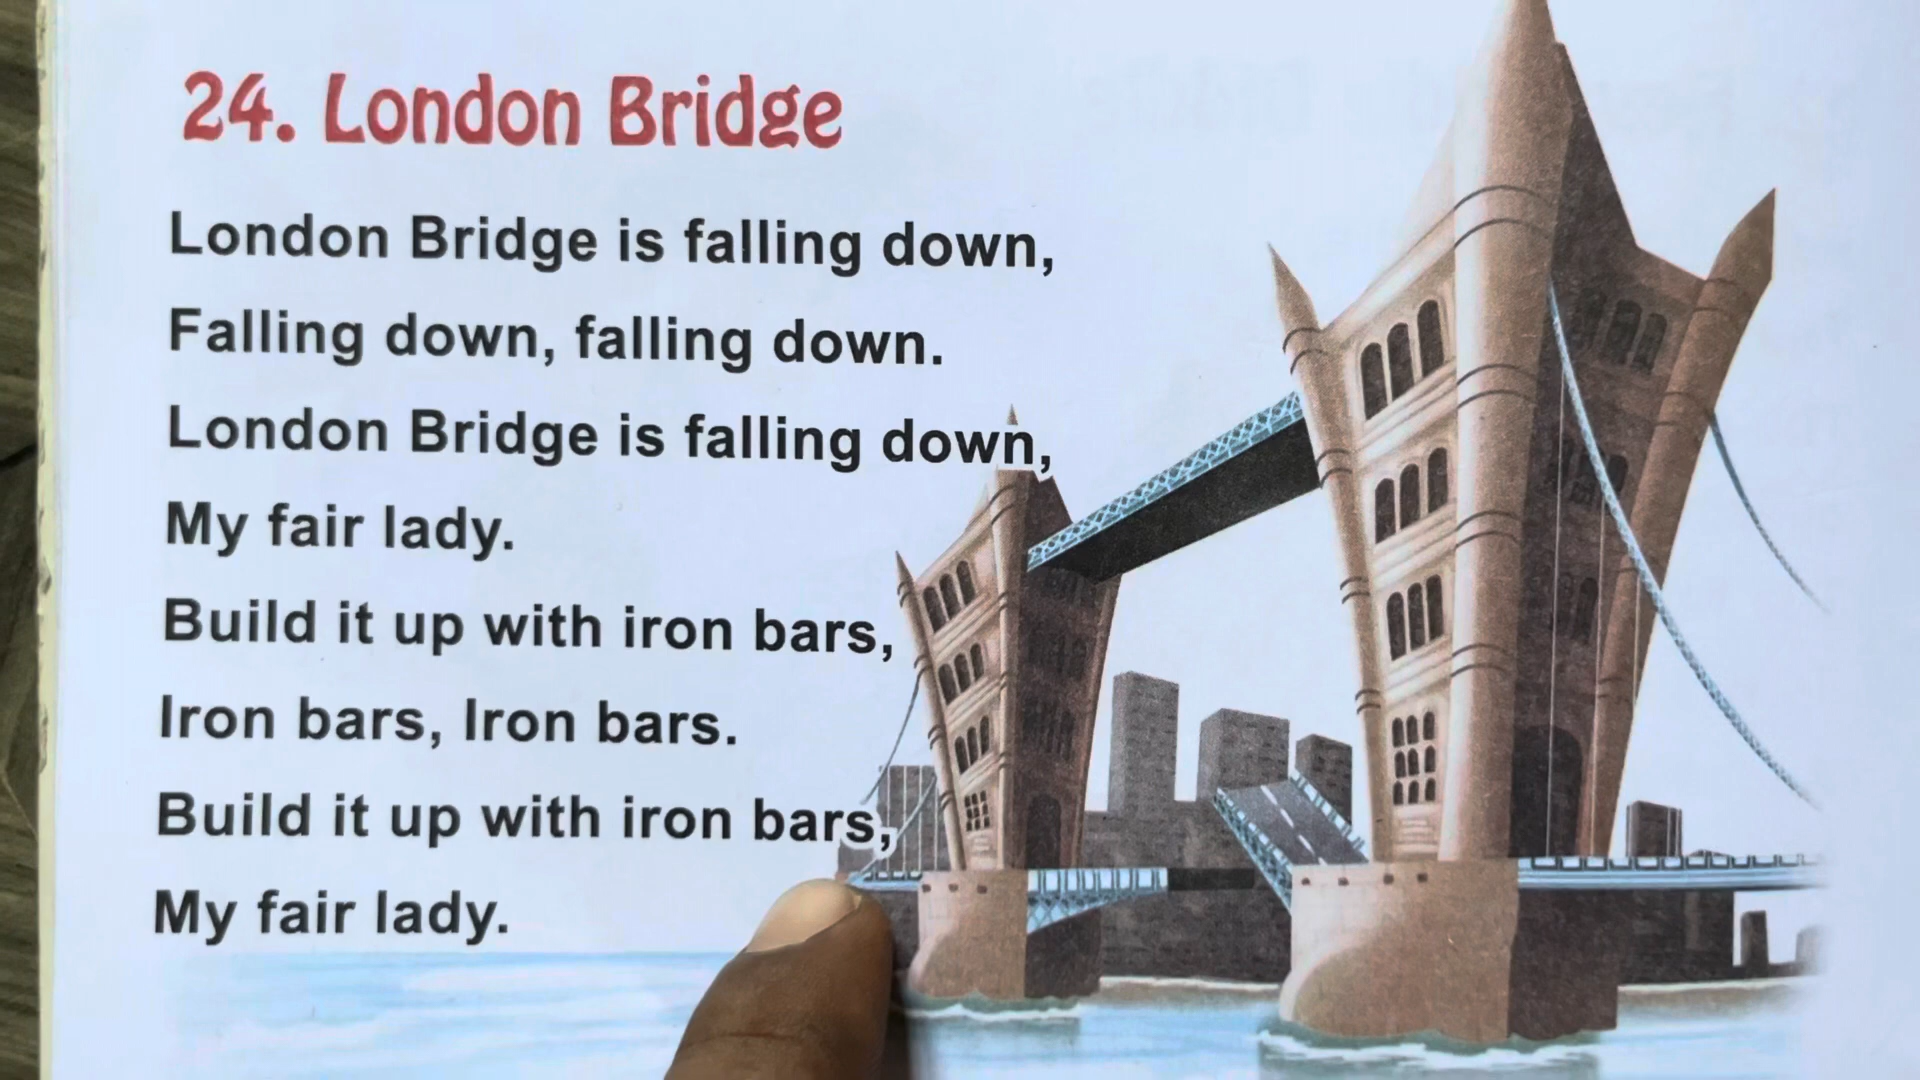 24. London Bridge
London Bridge is falling down,
Falling down, falling down.
London Bridge is falling down,
My fair lady.
Build it up with iron bars,
Iron bars, Iron bars.
Build it up with iron bars,
My fair lady.